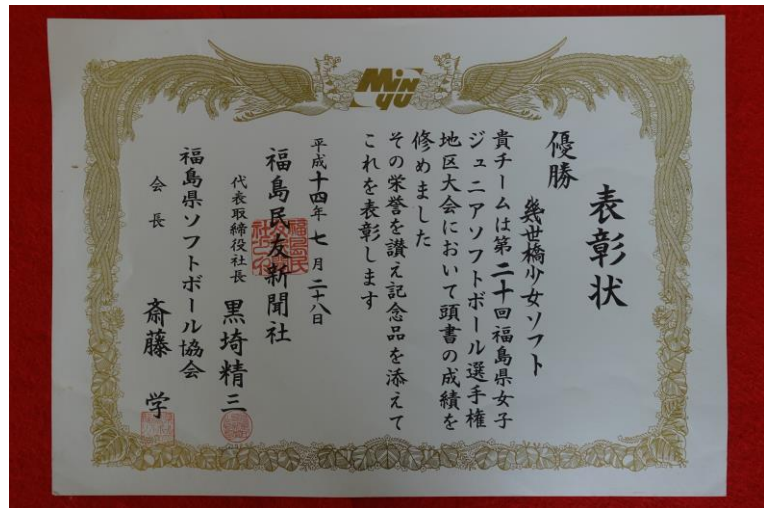 MiNYU
表彰状
優勝
幾世橋少女ソフト
貴チームは第二十回福島県女子
ジュニアソフトボール選手権
地区大会において頭書の成績を
修めました
その栄誉を讃え記念品を添えて
これを表彰します
平成十四年七月二十八日
福島民友新聞社
代表取締役社長 黒埼精三
福島県ソフトボール協会
会長 斎藤学